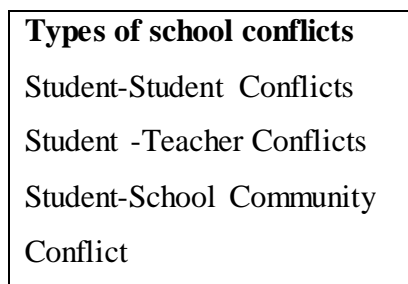 Types of school conflicts
Student-Student Conflicts
Student -Teacher Conflicts
Student-School Community
Conflict